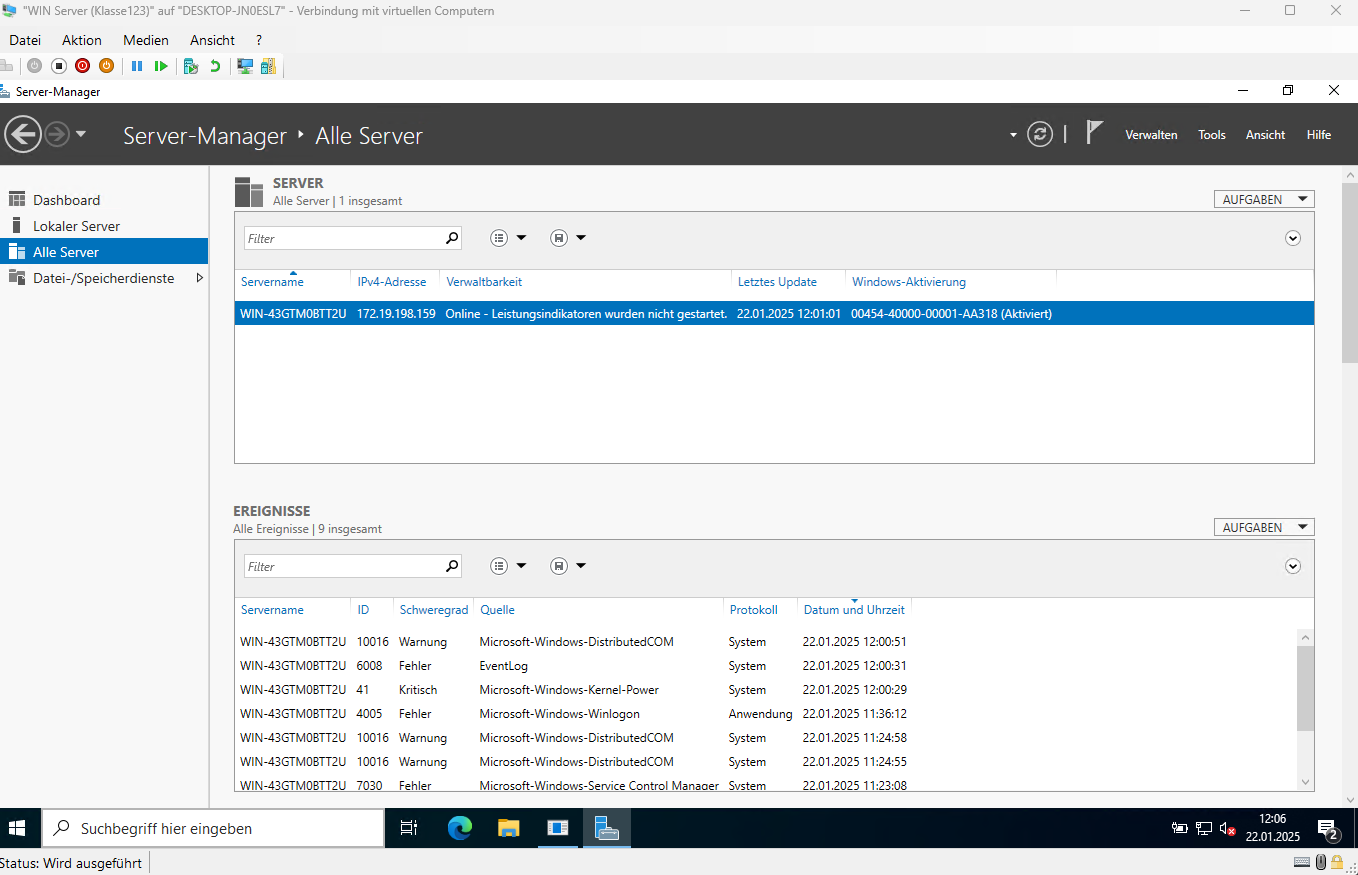 "WIN Server (Klasse123)" auf "DESKTOP-JN0ESL7" - Verbindung mit virtuellen Computern
Datei Aktion Medien Ansicht ?
Server-Manager
Server-Manager Alle Server
Verwalten Tools Ansicht Hilfe
Dashboard
Lokaler Server
Alle Server
Datei-/Speicherdienste
SERVER
Alle Server | 1 insgesamt
AUFGABEN
Filter
Servername IPv4-Adresse Verwaltbarkeit Letztes Update Windows-Aktivierung
WIN-43GTM0BTT2U 172.19.198.159 Online - Leistungsindikatoren wurden nicht gestartet. 22.01.2025 12:01:01 00454-40000-00001-AA318 (Aktiviert)
EREIGNISSE
Alle Ereignisse | 9 insgesamt
AUFGABEN
Filter
Servername ID Schweregrad Quelle Protokoll Datum und Uhrzeit
WIN-43GTM0BTT2U 10016 Warnung Microsoft-Windows-DistributedCOM System 22.01.2025 12:00:51
WIN-43GTM0BTT2U 6008 Fehler EventLog System 22.01.2025 12:00:31
WIN-43GTM0BTT2U 41 Kritisch Microsoft-Windows-Kernel-Power System 22.01.2025 12:00:29
WIN-43GTM0BTT2U 4005 Fehler Microsoft-Windows-Winlogon Anwendung 22.01.2025 11:36:12
WIN-43GTM0BTT2U 10016 Warnung Microsoft-Windows-DistributedCOM System 22.01.2025 11:24:58
WIN-43GTM0BTT2U 10016 Warnung Microsoft-Windows-DistributedCOM System 22.01.2025 11:24:55
WIN-43GTM0BTT2U 7030 Fehler Microsoft-Windows-Service Control Manager System 22.01.2025 11:23:08
Suchbegriff hier eingeben
12:06
22.01.2025
2
Status: Wird ausgeführt